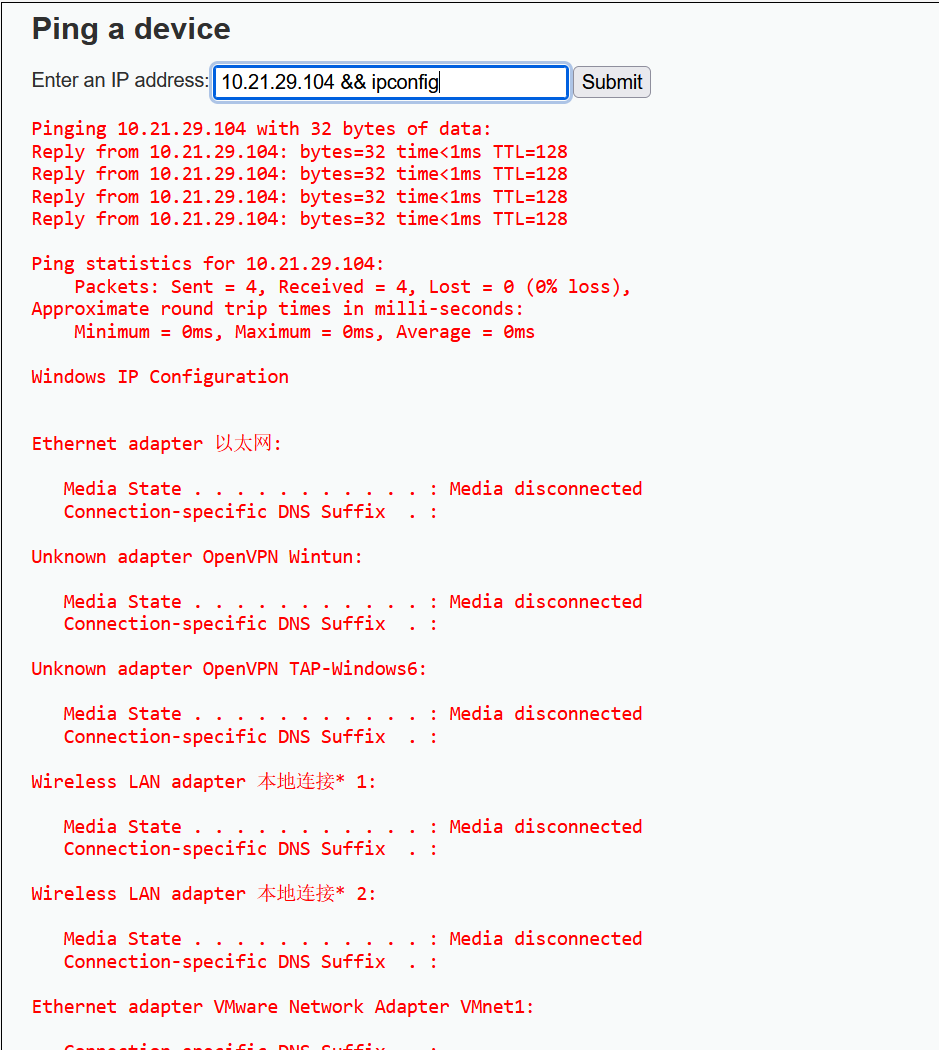 Ping a device
Enter an IP address: 10.21.29.104 && ipconfig Submit
Pinging 10.21.29.104 with 32 bytes of data:
Reply from 10.21.29.104: bytes=32 time<1ms TTL=128
Reply from 10.21.29.104: bytes=32 time<1ms TTL=128
Reply from 10.21.29.104: bytes=32 time<1ms TTL=128
Reply from 10.21.29.104: bytes=32 time<1ms TTL=128
Ping statistics for 10.21.29.104:
Packets: Sent = 4, Received = 4, Lost = 0 (0% loss),
Approximate round trip times in milli-seconds:
Minimum = 0ms, Maximum = 0ms, Average = 0ms
Windows IP Configuration
Ethernet adapter 以太网:
Media State . . . . . . . . . . . : Media disconnected
Connection-specific DNS Suffix  . :
Unknown adapter OpenVPN Wintun:
Media State . . . . . . . . . . . : Media disconnected
Connection-specific DNS Suffix  . :
Unknown adapter OpenVPN TAP-Windows6:
Media State . . . . . . . . . . . : Media disconnected
Connection-specific DNS Suffix  . :
Wireless LAN adapter 本地连接* 1:
Media State . . . . . . . . . . . : Media disconnected
Connection-specific DNS Suffix  . :
Wireless LAN adapter 本地连接* 2:
Media State . . . . . . . . . . . : Media disconnected
Connection-specific DNS Suffix  . :
Ethernet adapter VMware Network Adapter VMnet1:
Connection-specific DNS Suffix  . :